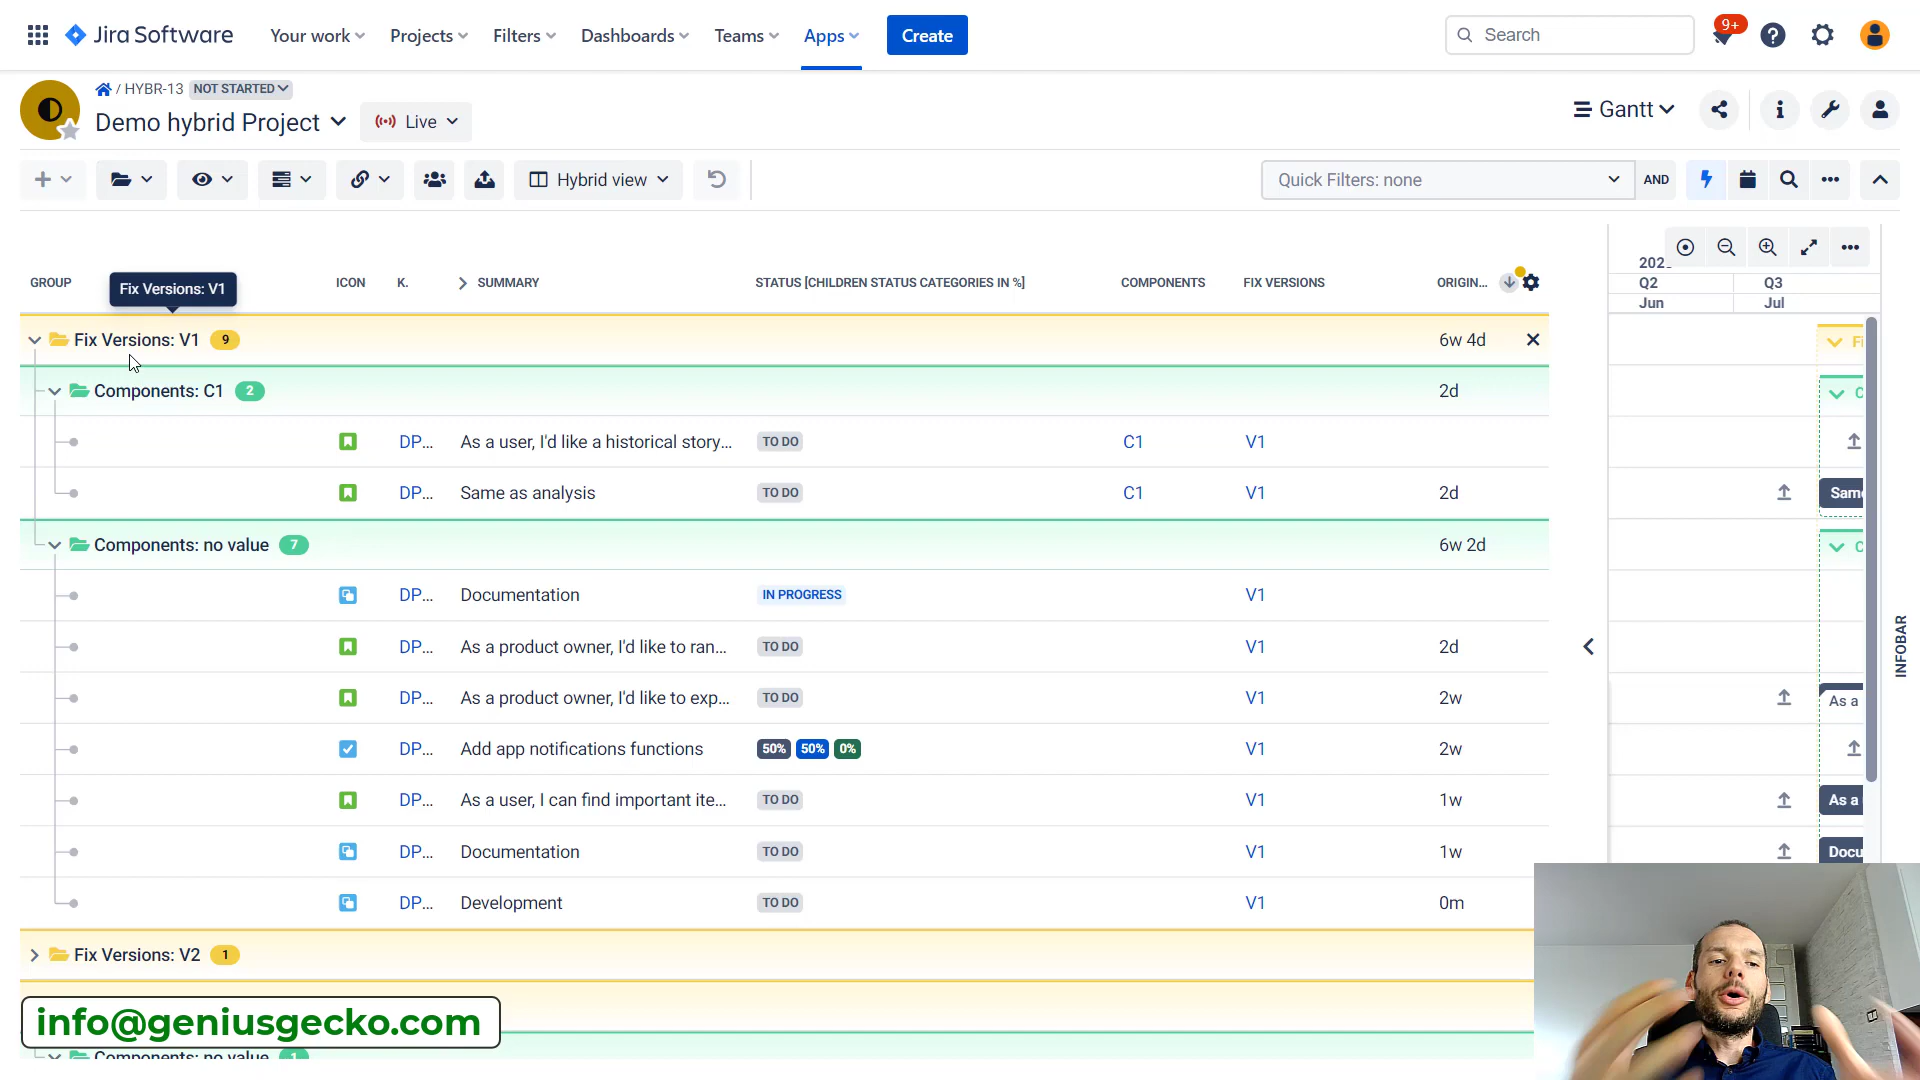 Jira Software Your work Projects Filters Dashboards Teams Apps Create Search 9+
/ HYBR-13 NOT STARTED
Demo hybrid Project Live Gantt
Hybrid view Quick Filters: none AND
GROUP ICON K. SUMMARY STATUS [CHILDREN STATUS CATEGORIES IN %] COMPONENTS FIX VERSIONS ORIGIN...
Fix Versions: V1
Q2 Q3
Jun Jul
Fix Versions: V1 9 6w 4d
Components: C1 2 2d
DP... As a user, I'd like a historical story... TO DO C1 V1
DP... Same as analysis TO DO C1 V1 2d
Components: no value 7 6w 2d
DP... Documentation IN PROGRESS V1
DP... As a product owner, I'd like to ran... TO DO V1 2d
INFOBAR
DP... As a product owner, I'd like to exp... TO DO V1 2w As a
DP... Add app notifications functions 50% 50% 0% V1 2w
DP... As a user, I can find important ite... TO DO V1 1w As a
DP... Documentation TO DO V1 1w Docu
DP... Development TO DO V1 0m
Fix Versions: V2 1
info@geniusgecko.com
Components: no value 1